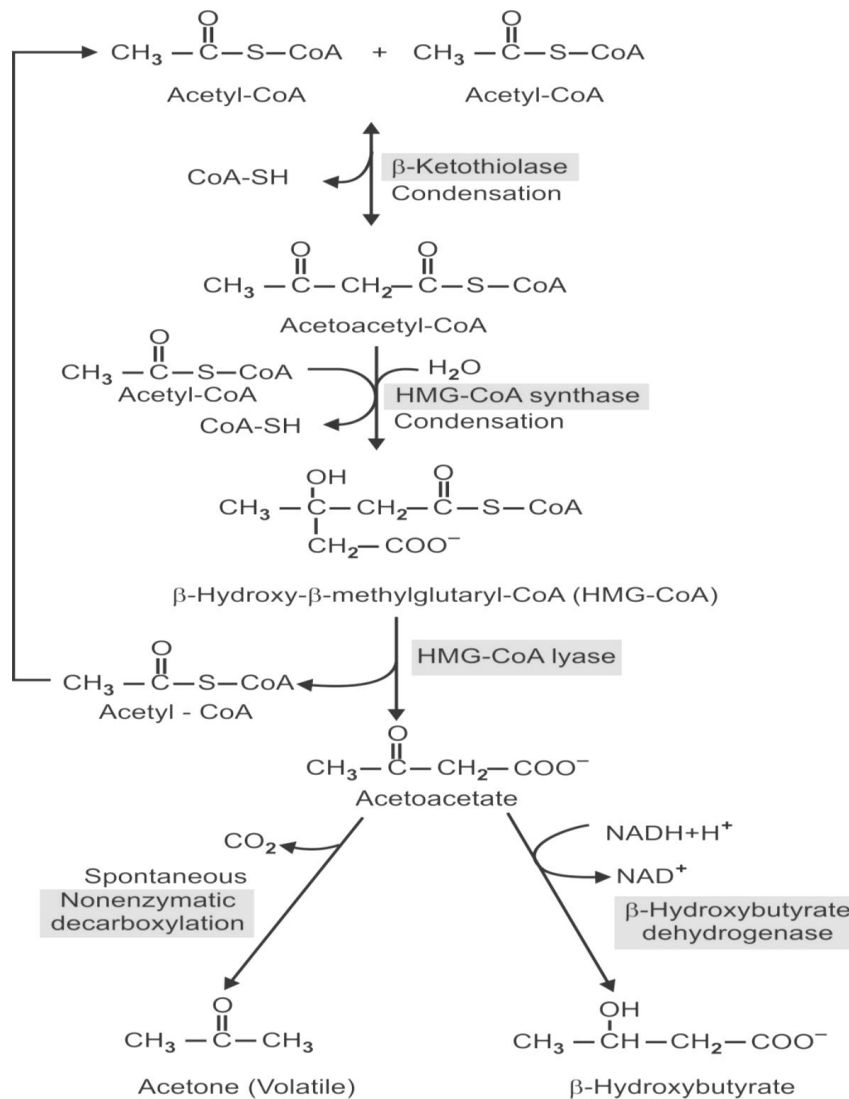 O
CH₃ — C — S — CoA + CH₃ — C — S — CoA
O
Acetyl-CoA
Acetyl-CoA
CoA-SH
β-Ketothiolase
Condensation
O O
CH₃ — C — CH₂ — C — S — CoA
Acetoacetyl-CoA
O
CH₃ — C — S — CoA
Acetyl-CoA
H₂O
HMG-CoA synthase
CoA-SH
Condensation
OH O
CH₃ — C — CH₂ — C — S — CoA
CH₂ — COO⁻
β-Hydroxy-β-methylglutaryl-CoA (HMG-CoA)
HMG-CoA lyase
O
CH₃ — C — S — CoA
Acetyl - CoA
O
CH₃ — C — CH₂ — COO⁻
Acetoacetate
CO₂
NADH+H⁺
Spontaneous
NAD⁺
Nonenzymatic
decarboxylation
β-Hydroxybutyrate
dehydrogenase
O
CH₃ — C — CH₃
Acetone (Volatile)
OH
CH₃ — CH — CH₂ — COO⁻
β-Hydroxybutyrate